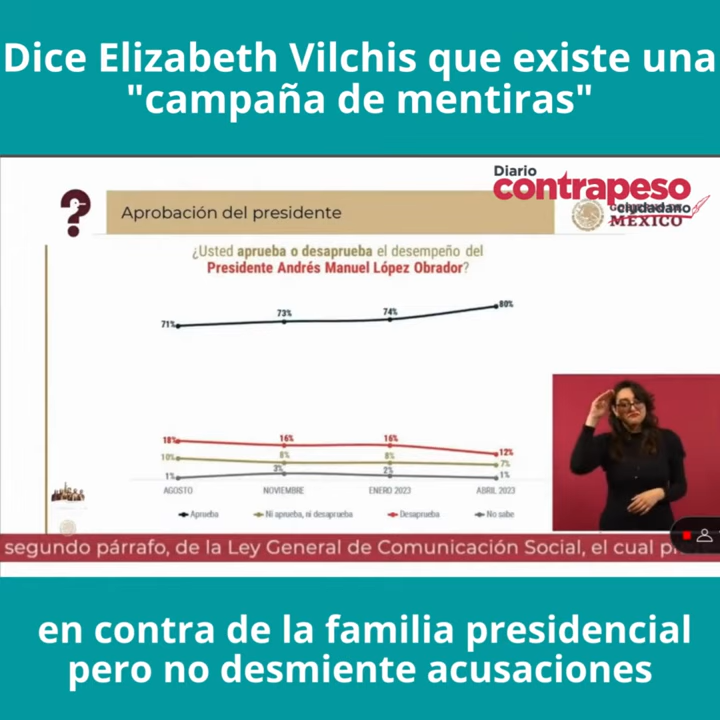 Dice Elizabeth Vilchis que existe una
"campaña de mentiras"
Diario
contrapeso
ciudadano
MÉXICO
?
Aprobación del presidente
¿Usted aprueba o desaprueba el desempeño del
Presidente Andrés Manuel López Obrador?
71%
73%
74%
80%
18%
16%
16%
12%
10%
8%
8%
7%
1%
3%
2%
1%
AGOSTO
NOVIEMBRE
ENERO 2023
ABRIL 2023
Aprueba
Ni aprueba, ni desaprueba
Desaprueba
No sabe
segundo párrafo, de la Ley General de Comunicación Social, el cual
en contra de la familia presidencial
pero no desmiente acusaciones